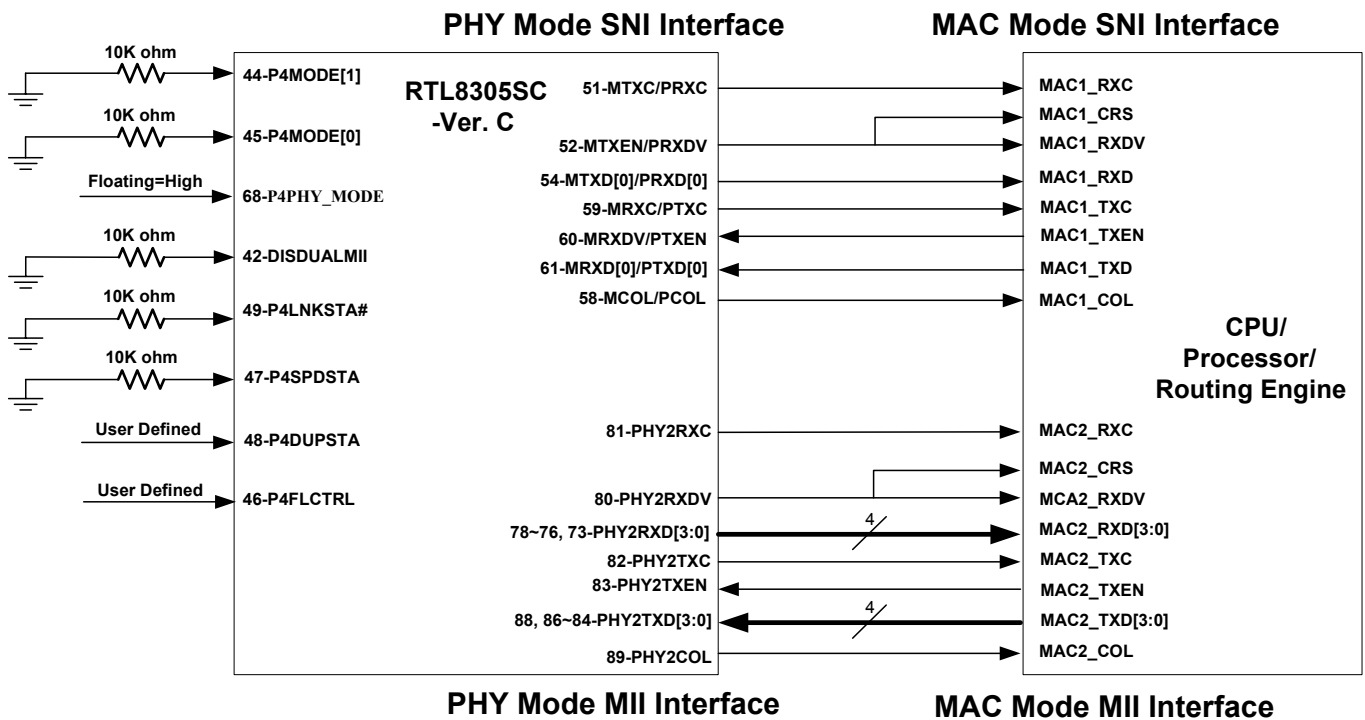 PHY Mode SNI Interface
MAC Mode SNI Interface
RTL8305SC
-Ver. C
10K ohm
44-P4MODE[1]
10K ohm
45-P4MODE[0]
Floating=High
68-P4PHY_MODE
10K ohm
42-DISDUALMII
10K ohm
49-P4LNKSTA#
10K ohm
47-P4SPDSTA
User Defined
48-P4DUPSTA
User Defined
46-P4FLCTRL
51-MTXC/PRXC
52-MTXEN/PRXDV
54-MTXD[0]/PRXD[0]
59-MRXC/PTXC
60-MRXDV/PTXEN
61-MRXD[0]/PTXD[0]
58-MCOL/PCOL
81-PHY2RXC
80-PHY2RXDV
78~76, 73-PHY2RXD[3:0]
4
82-PHY2TXC
83-PHY2TXEN
88, 86~84-PHY2TXD[3:0]
4
89-PHY2COL
MAC1_RXC
MAC1_CRS
MAC1_RXDV
MAC1_RXD
MAC1_TXC
MAC1_TXEN
MAC1_TXD
MAC1_COL
CPU/
Processor/
Routing Engine
MAC2_RXC
MAC2_CRS
MCA2_RXDV
MAC2_RXD[3:0]
MAC2_TXC
MAC2_TXEN
MAC2_TXD[3:0]
MAC2_COL
PHY Mode MII Interface
MAC Mode MII Interface